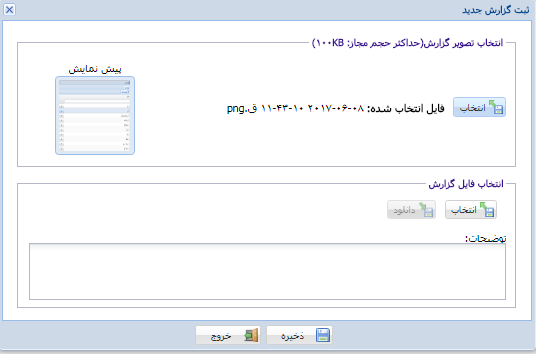 ثبت گزارش جدید
انتخاب تصویر گزارش(حداکثر حجم مجاز: ۱۰۰KB)
پیش نمایش
انتخاب
فایل انتخاب شده: ۲۰۱۷-۰۶-۰۸ ۱۱-۴۳-۱۰ ق.png
انتخاب فایل گزارش
انتخاب
دانلود
توضیحات:
ذخیره
خروج